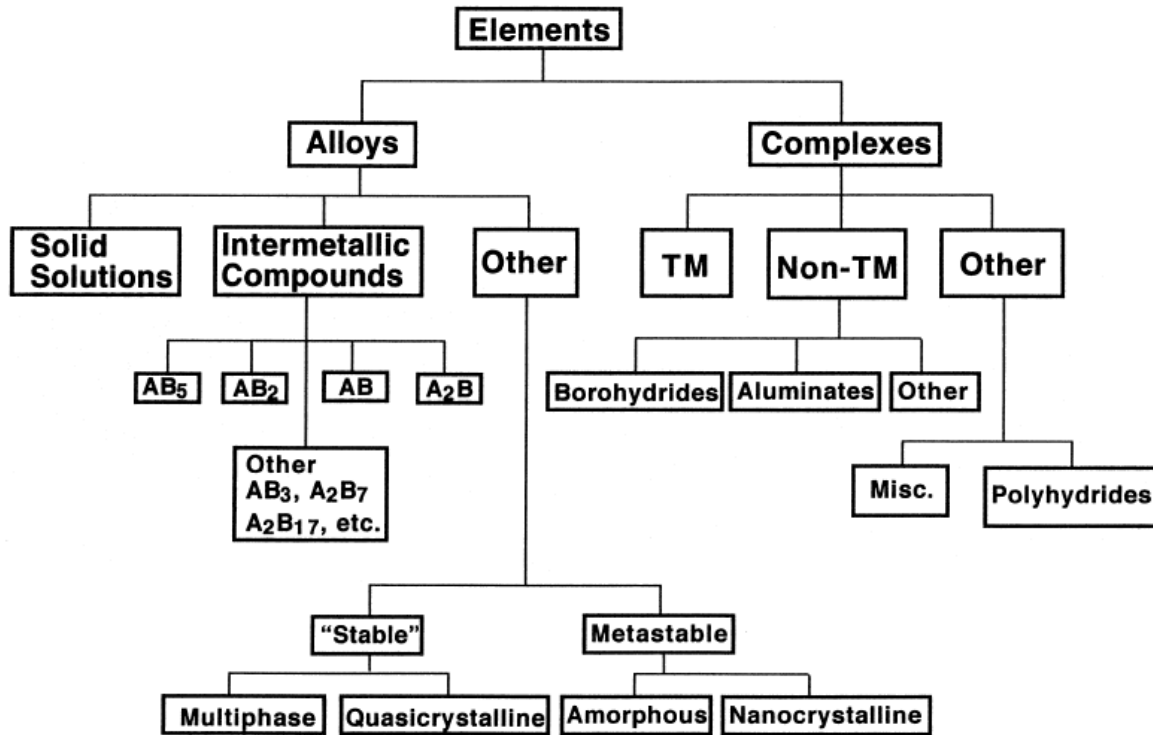 Elements
Alloys
Complexes
Solid
Solutions
Intermetallic
Compounds
Other
TM
Non-TM
Other
AB5
AB2
AB
A2B
Borohydrides
Aluminates
Other
Other
AB3, A2B7
A2B17, etc.
Misc.
Polyhydrides
“Stable”
Metastable
Multiphase
Quasicrystalline
Amorphous
Nanocrystalline